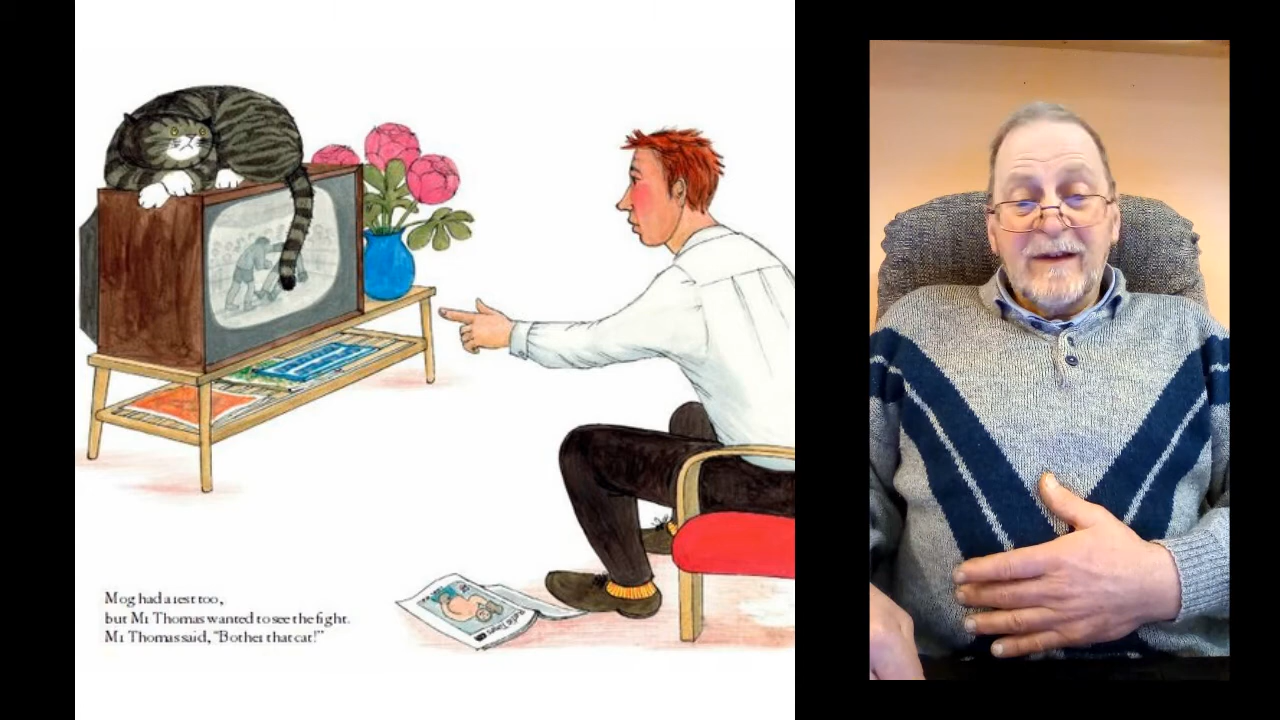 Mog had a rest too,
but Mr Thomas wanted to see the fight.
Mr Thomas said, “Bother that cat!”